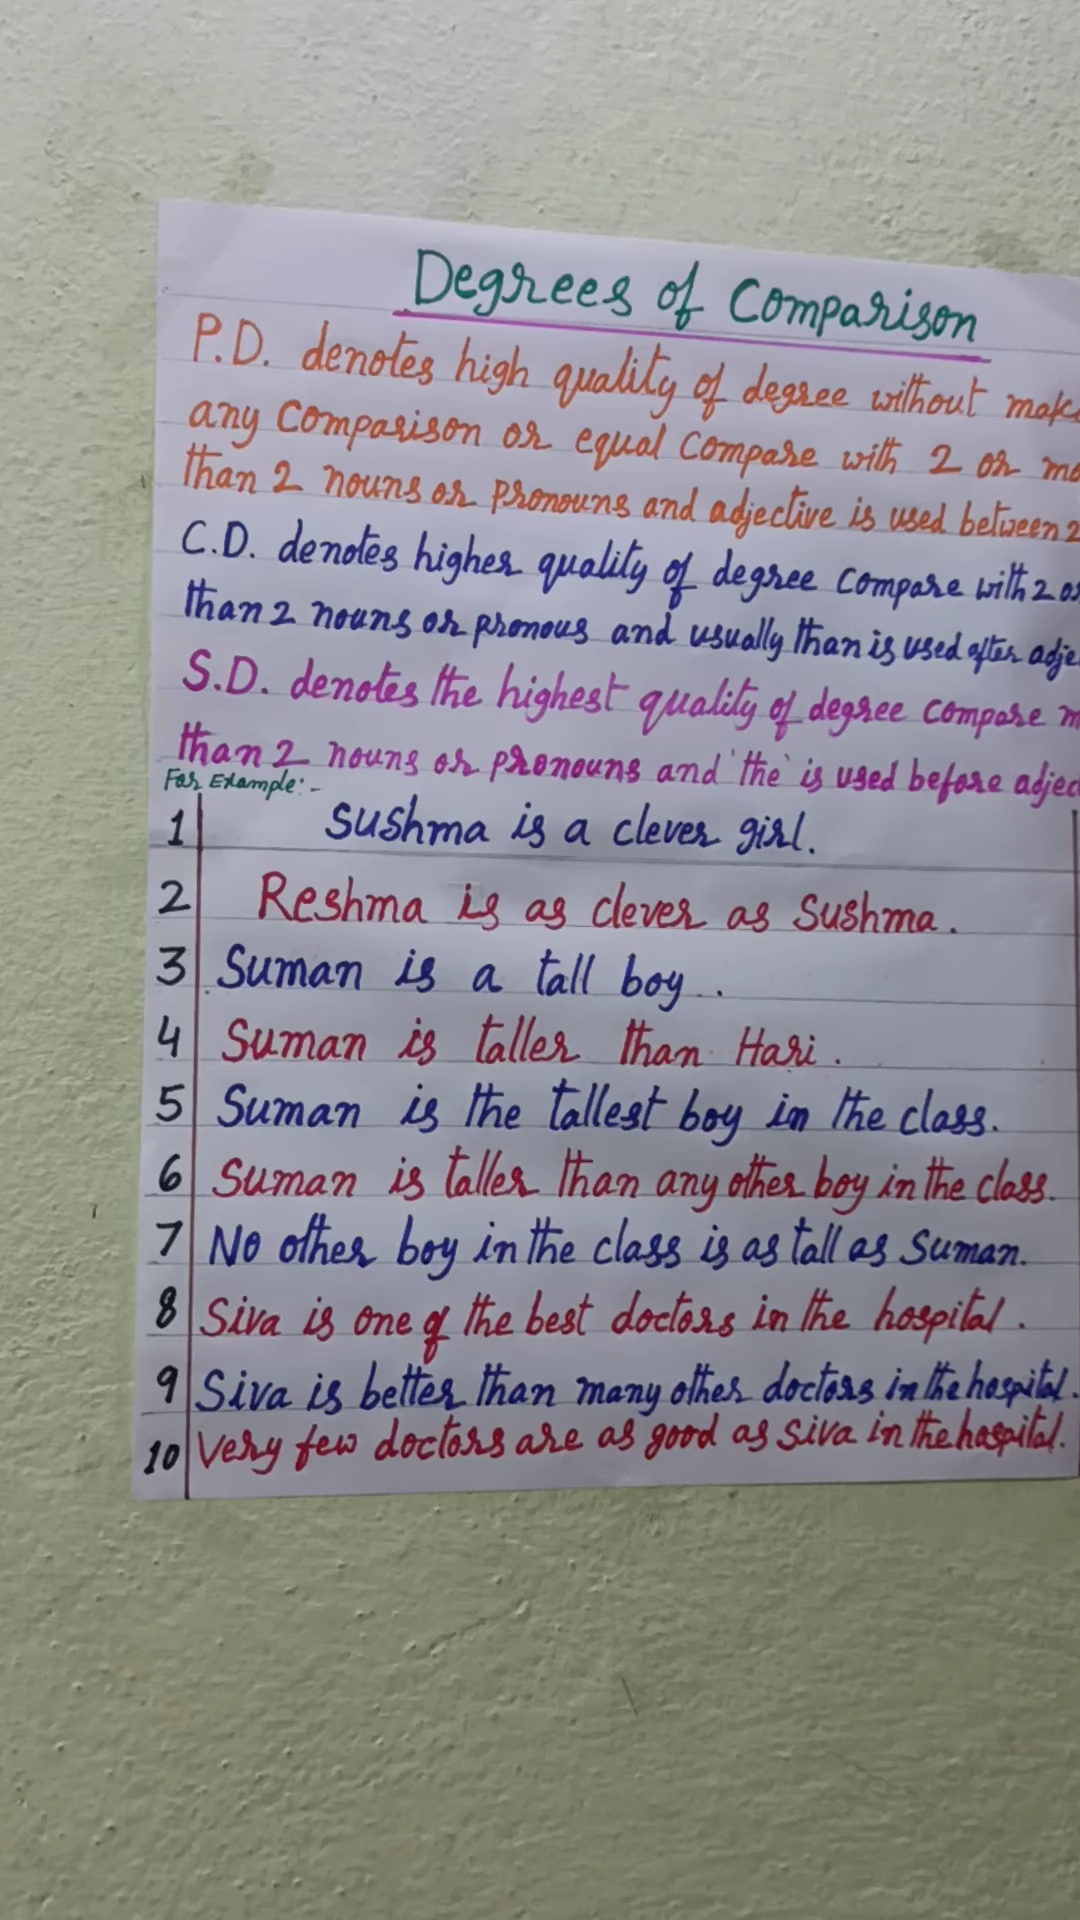 Degrees of Comparison
P.D. denotes high quality of degree without
any Comparison or equal Compare with 2 or
than 2 nouns or pronouns and adjective is used between 2
C.D. denotes higher quality of degree Compare with 2
than 2 nouns or pronous and usually than is used after
S.D. denotes the highest quality of degree compare
than 2 nouns or pronouns and 'the' is used before
For Example:-
1 Sushma is a clever girl.
2 Reshma is as clever as Sushma.
3 Suman is a tall boy..
4 Suman is taller than Hari.
5 Suman is the tallest boy in the class.
6 Suman is taller than any other boy in the class.
7 No other boy in the class is as tall as Suman.
8 Siva is one of the best doctors in the hospital.
9 Siva is better than many other doctors in the hospital.
10 Very few doctors are as good as Siva in the hospital.